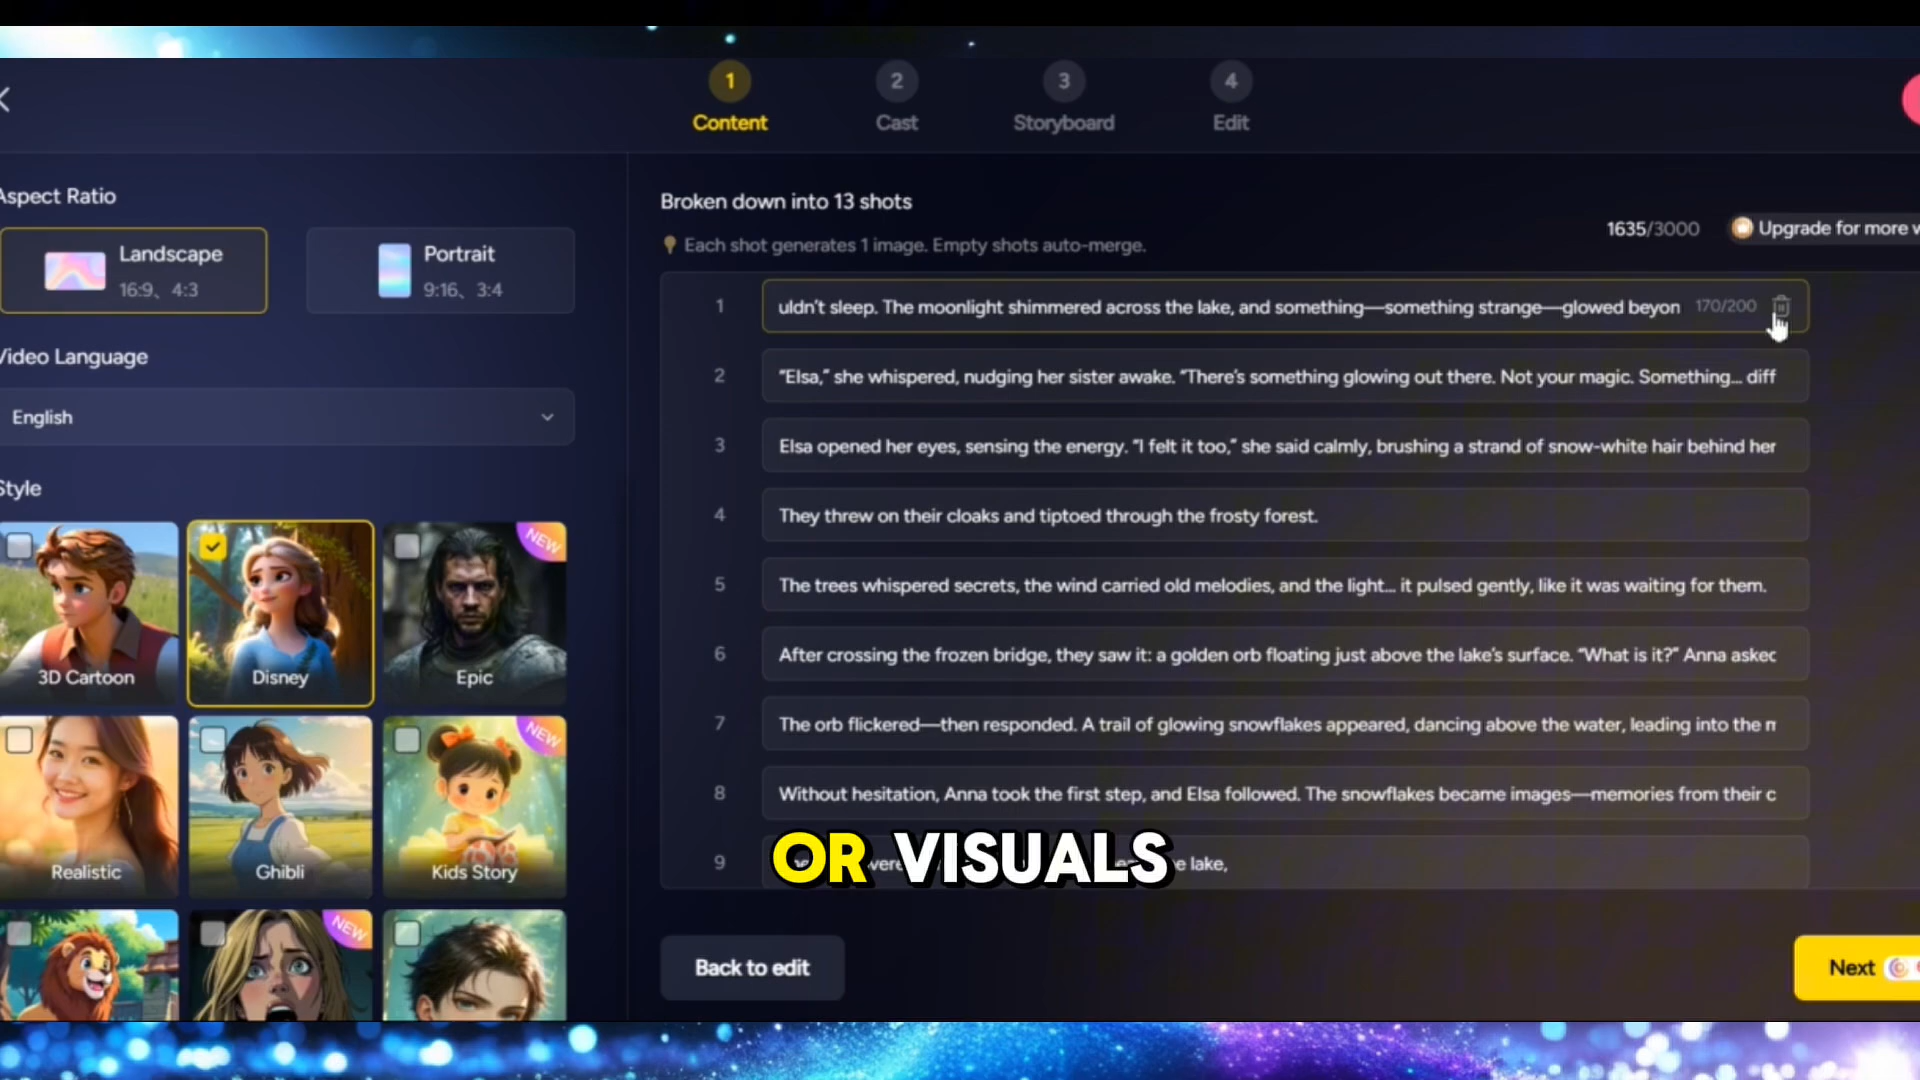 1
Content
2
Cast
3
Storyboard
4
Edit
Aspect Ratio
Landscape
16:9、4:3
Portrait
9:16、3:4
Video Language
English
Style
3D Cartoon
Disney
NEW
Epic
Realistic
Ghibli
NEW
Kids Story
NEW
Broken down into 13 shots
Each shot generates 1 image. Empty shots auto-merge.
1635/3000
Upgrade for more
1
uldn't sleep. The moonlight shimmered across the lake, and something—something strange—glowed beyon
170/200
2
"Elsa," she whispered, nudging her sister awake. "There's something glowing out there. Not your magic. Something... diff
3
Elsa opened her eyes, sensing the energy. "I felt it too," she said calmly, brushing a strand of snow-white hair behind her
4
They threw on their cloaks and tiptoed through the frosty forest.
5
The trees whispered secrets, the wind carried old melodies, and the light... it pulsed gently, like it was waiting for them.
6
After crossing the frozen bridge, they saw it: a golden orb floating just above the lake's surface. "What is it?" Anna askec
7
The orb flickered—then responded. A trail of glowing snowflakes appeared, dancing above the water, leading into the
8
Without hesitation, Anna took the first step, and Elsa followed. The snowflakes became images—memories from their c
9
lake,
OR VISUALS
Back to edit
Next